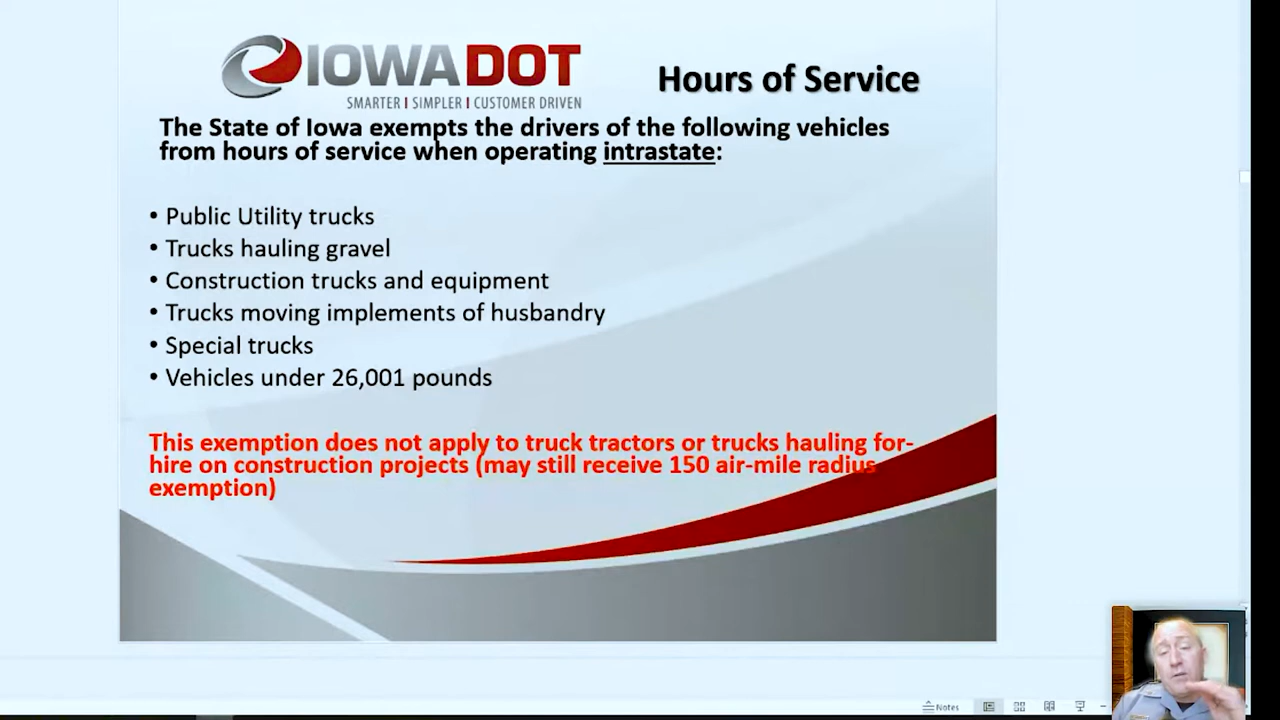 IOWADOT
SMARTER I SIMPLER I CUSTOMER DRIVEN
Hours of Service
The State of Iowa exempts the drivers of the following vehicles
from hours of service when operating intrastate:
• Public Utility trucks
• Trucks hauling gravel
• Construction trucks and equipment
• Trucks moving implements of husbandry
• Special trucks
• Vehicles under 26,001 pounds
This exemption does not apply to truck tractors or trucks hauling for-
hire on construction projects (may still receive 150 air-mile radius
exemption)
Notes